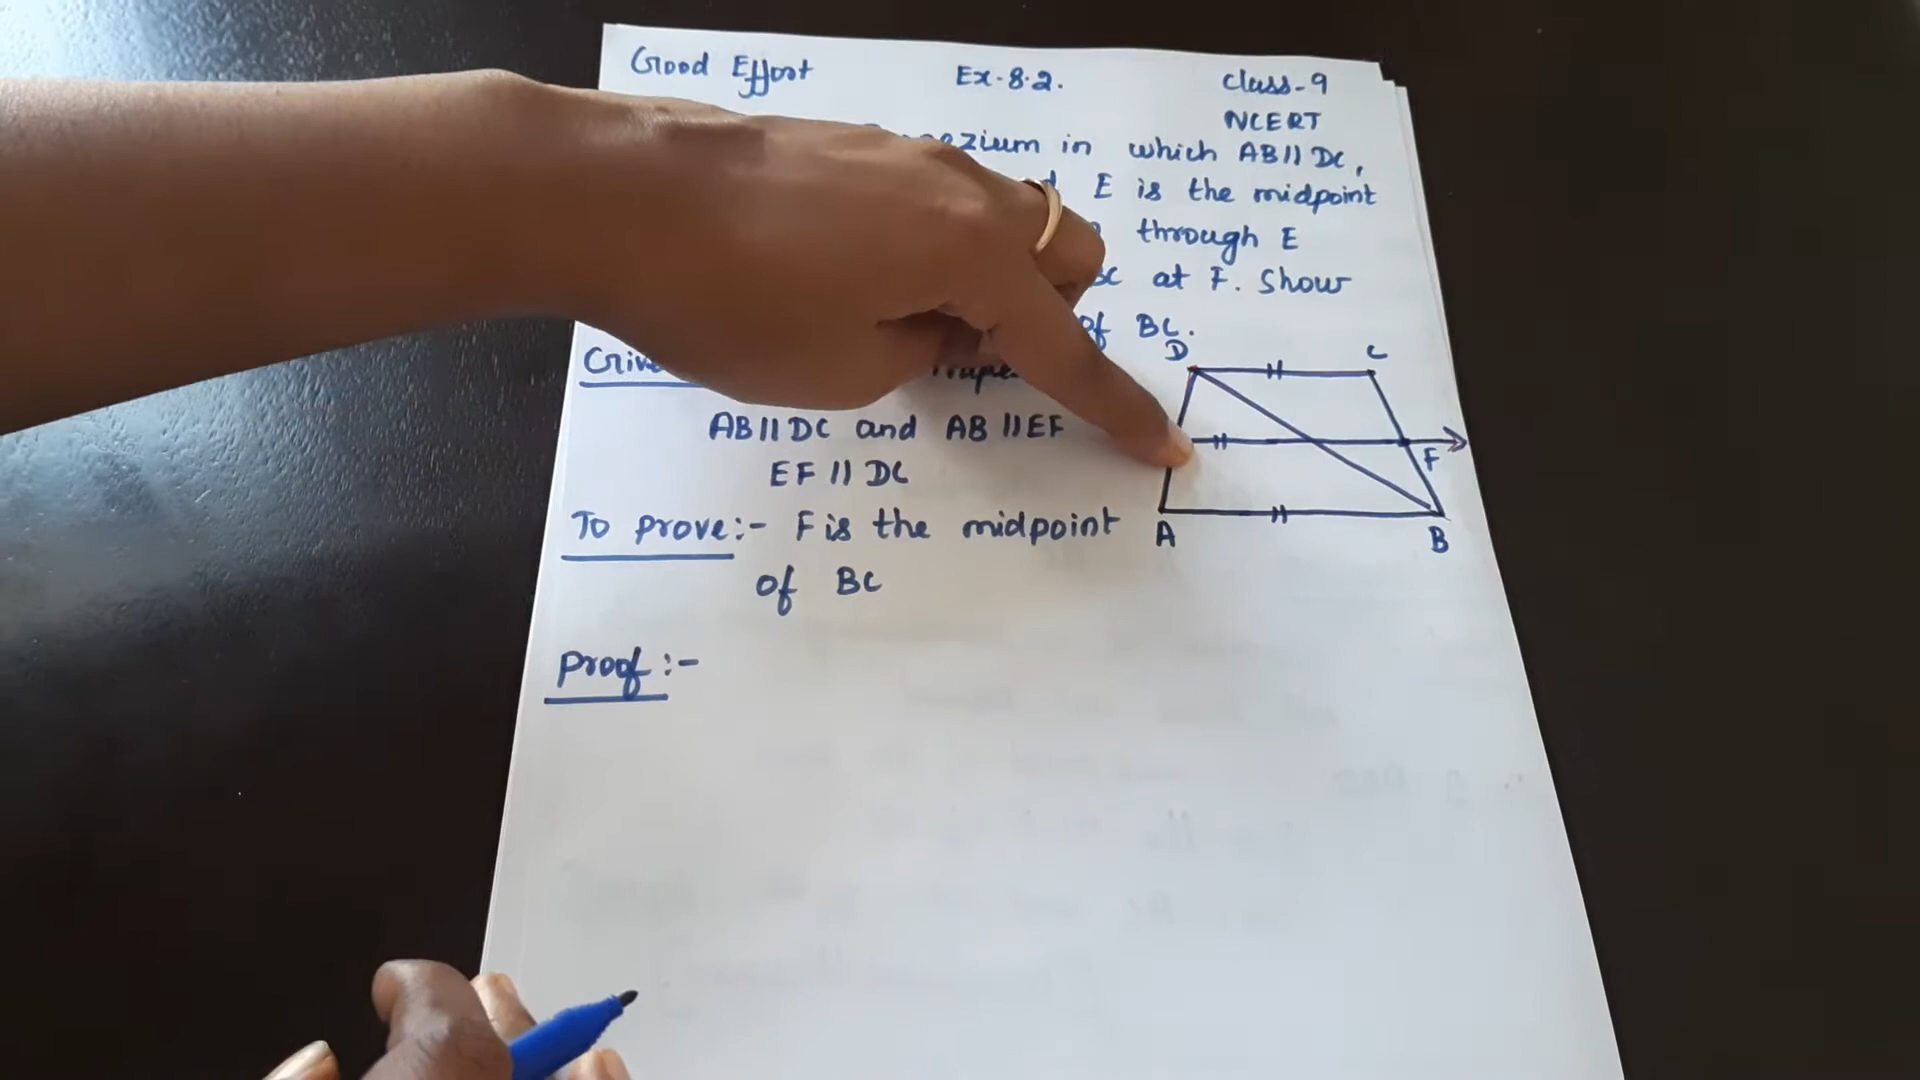 Good Effort Ex-8.2. Class-9
NCERT
in which AB || DC,
E is the midpoint
through E
BC at F. Show
of BC.
AB || DC and AB || EF
EF || DC
To prove:- F is the midpoint
of BC
Proof:-
D C
F
A B